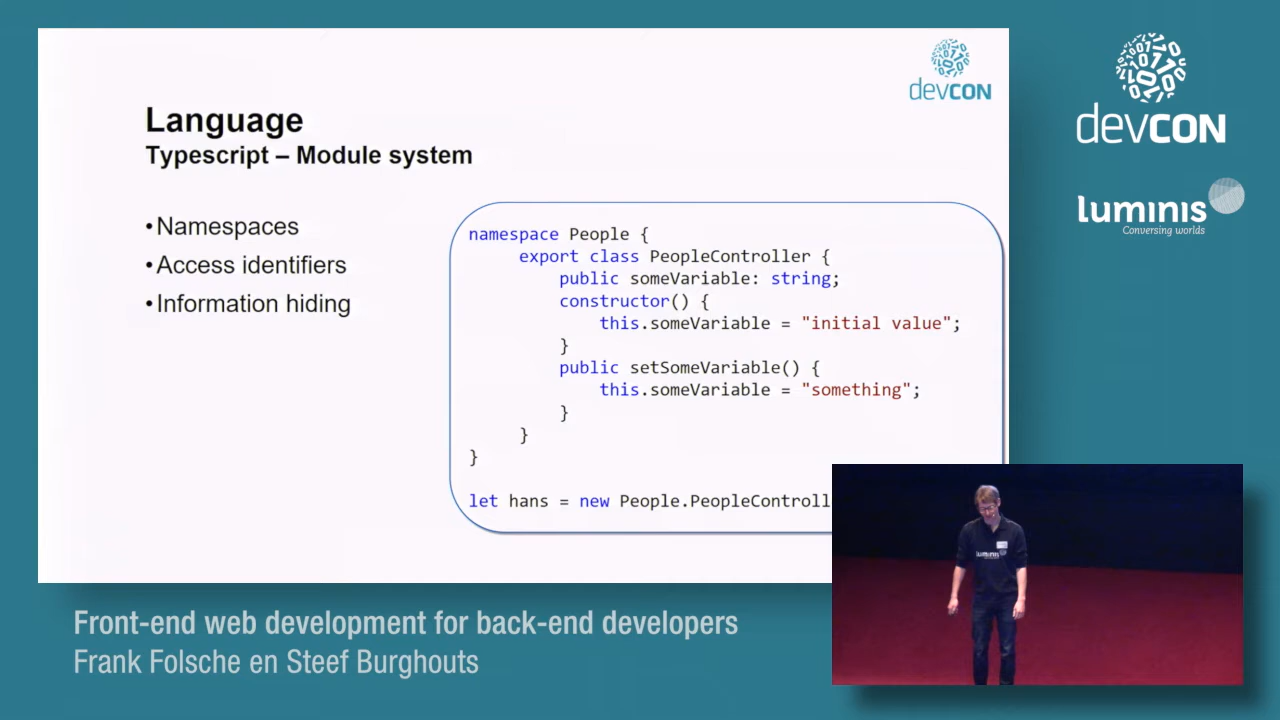 devcon
Language
Typescript – Module system
•Namespaces
•Access identifiers
•Information hiding
namespace People {
export class PeopleController {
public someVariable: string;
constructor() {
this.someVariable = "initial value";
}
public setSomeVariable() {
this.someVariable = "something";
}
}
}
let hans = new People.PeopleControll
devcon
luminis
Conversing worlds
luminis
Front-end web development for back-end developers
Frank Folsche en Steef Burghouts